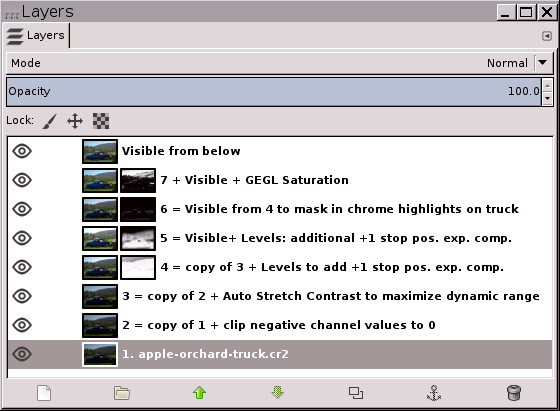 Layers
Layers
Mode Normal
Opacity 100.0
Lock:
Visible from below
7 + Visible + GEGL Saturation
6 = Visible from 4 to mask in chrome highlights on truck
5 = Visible+ Levels: additional +1 stop pos. exp. comp.
4 = copy of 3 + Levels to add +1 stop pos. exp. comp.
3 = copy of 2 + Auto Stretch Contrast to maximize dynamic range
2 = copy of 1 + clip negative channel values to 0
1. apple-orchard-truck.cr2